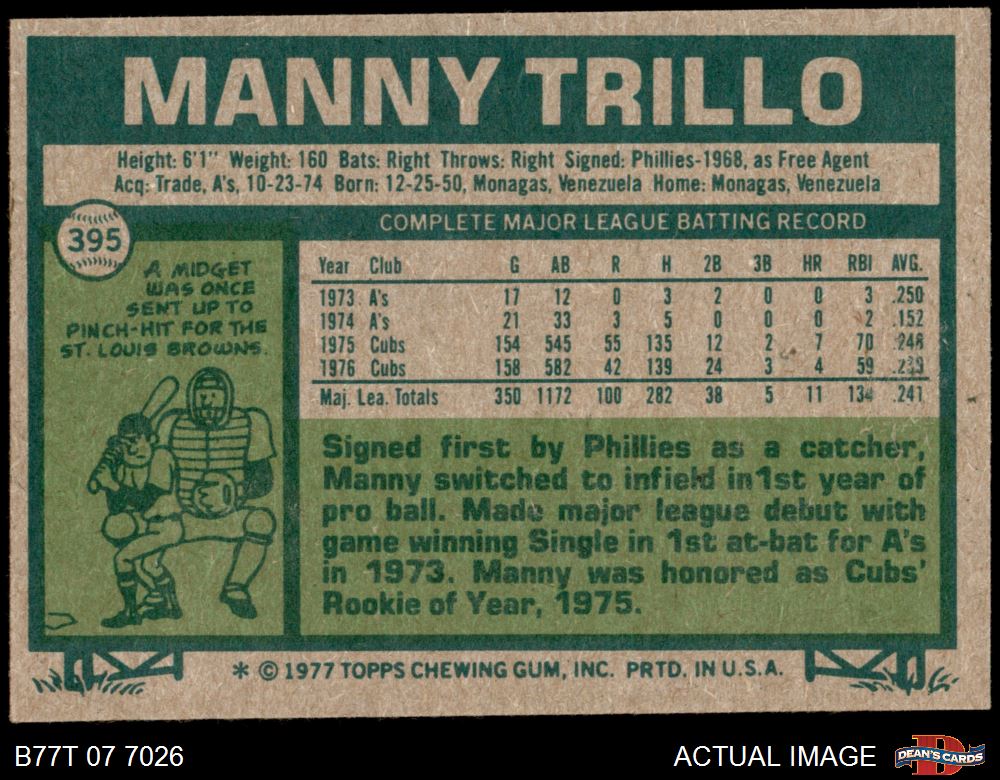 MANNY TRILLO
Height: 6'1" Weight: 160 Bats: Right Throws: Right Signed: Phillies-1968, as Free Agent
Acq: Trade, A's, 10-23-74 Born: 12-25-50, Monagas, Venezuela Home: Monagas, Venezuela
395
A MIDGET
WAS ONCE
SENT UP TO
PINCH-HIT FOR THE
ST. LOUIS BROWNS.
COMPLETE MAJOR LEAGUE BATTING RECORD
Year Club G AB R H 2B 3B HR RBI AVG.
1973 A's 17 12 0 3 2 0 0 3 .250
1974 A's 21 33 3 5 0 0 0 2 .152
1975 Cubs 154 545 55 135 12 2 7 70 .248
1976 Cubs 158 582 42 139 24 3 4 59 .239
Maj. Lea. Totals 350 1172 100 282 38 5 11 134 .241
Signed first by Phillies as a catcher,
Manny switched to infield in 1st year of
pro ball. Made major league debut with
game winning Single in 1st at-bat for A's
in 1973. Manny was honored as Cubs'
Rookie of Year, 1975.
* © 1977 TOPPS CHEWING GUM, INC. PRTD. IN U.S.A.
B77T 07 7026
ACTUAL IMAGE
D
DEAN'S CARDS